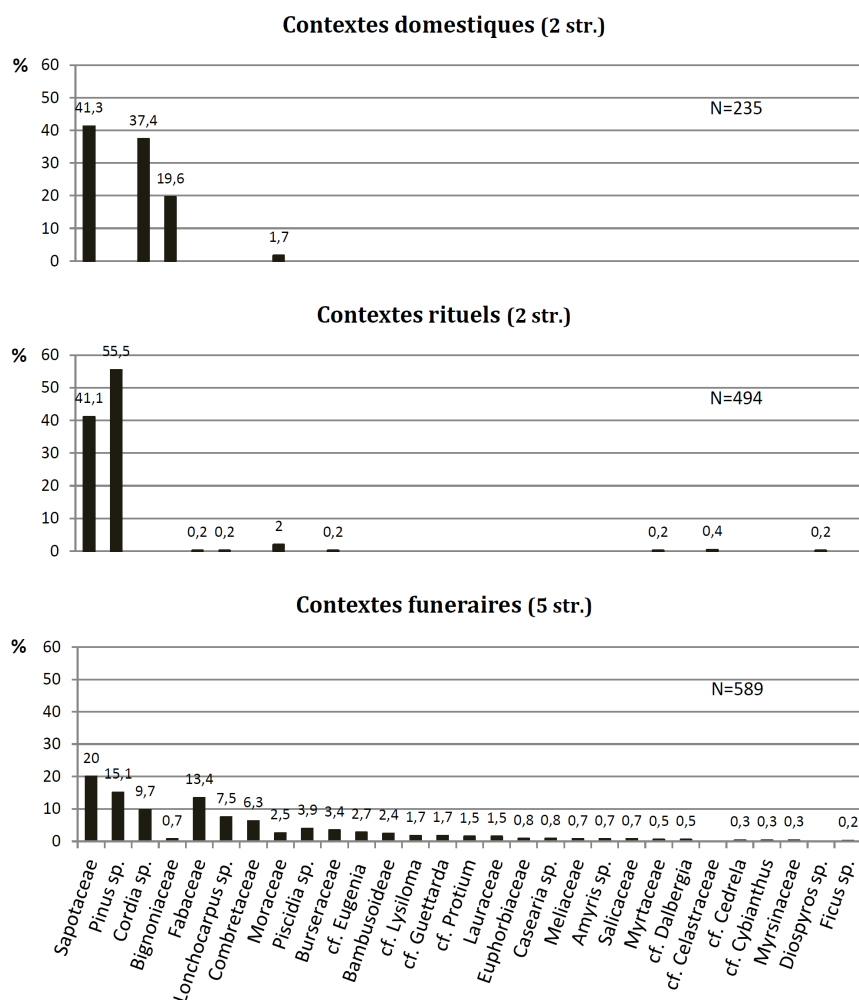 Contextes domestiques (2 str.)
%
60
50
40
30
20
10
0
41,3
37,4
19,6
1,7
N=235
Contextes rituels (2 str.)
%
60
50
40
30
20
10
0
41,1
55,5
0,2
0,2
2
0,2
0,2
0,4
0,2
N=494
Contextes funeraires (5 str.)
%
60
50
40
30
20
10
0
20
15,1
9,7
0,7
13,4
7,5
6,3
2,5
3,9
3,4
2,7
2,4
1,7
1,7
1,5
1,5
0,8
0,8
0,7
0,7
0,7
0,5
0,5
0,3
0,3
0,3
0,2
N=589
Sapotaceae
Pinus sp.
Cordia sp.
Bignoniaceae
Fabaceae
Lonchocarpus sp.
Combretaceae
Moraceae
Piscidia sp.
Burseraceae
cf. Eugenia
Bambusoideae
cf. Lysiloma
cf. Guettarda
cf. Protium
Lauraceae
Euphorbiaceae
Casearia sp.
Meliaceae
Amyris sp.
Salicaceae
Myrtaceae
cf. Dalbergia
cf. Celastraceae
cf. Cedrela
cf. Cybianthus
Myrsinaceae
Diospyros sp.
Ficus sp.